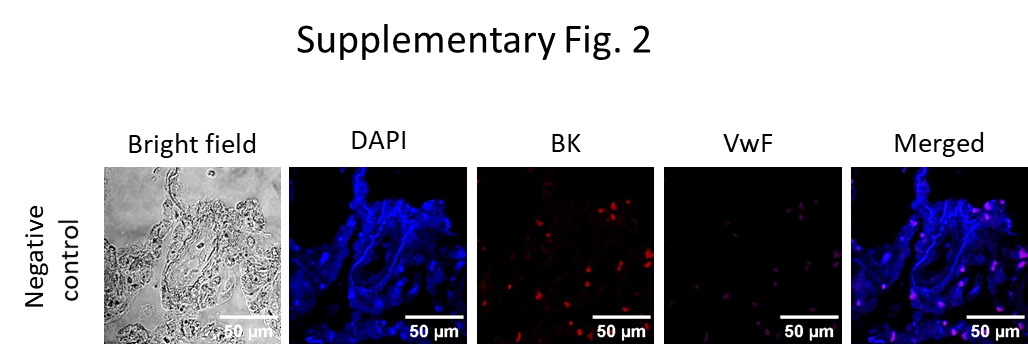 Supplementary Fig. 2
Bright field
DAPI
BK
VwF
Merged
Negative
control
50 µm
50 µm
50 µm
50 µm
50 µm